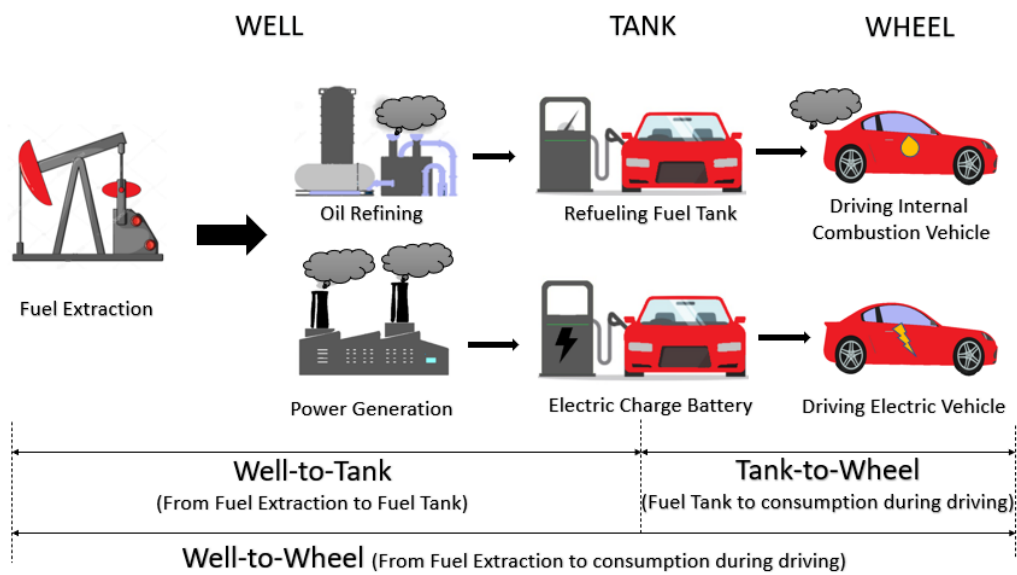 WELL
TANK
WHEEL
Fuel Extraction
Oil Refining
Refueling Fuel Tank
Driving Internal
Combustion Vehicle
Power Generation
Electric Charge Battery
Driving Electric Vehicle
Well-to-Tank
(From Fuel Extraction to Fuel Tank)
Tank-to-Wheel
(Fuel Tank to consumption during driving)
Well-to-Wheel (From Fuel Extraction to consumption during driving)